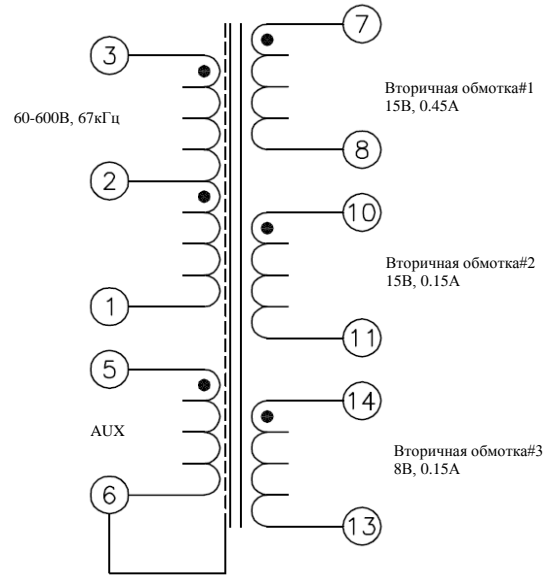 3
60-600В, 67кГц
2
1
5
AUX
6
7
Вторичная обмотка#1
15В, 0.45А
8
10
Вторичная обмотка#2
15В, 0.15А
11
14
Вторичная обмотка#3
8В, 0.15А
13